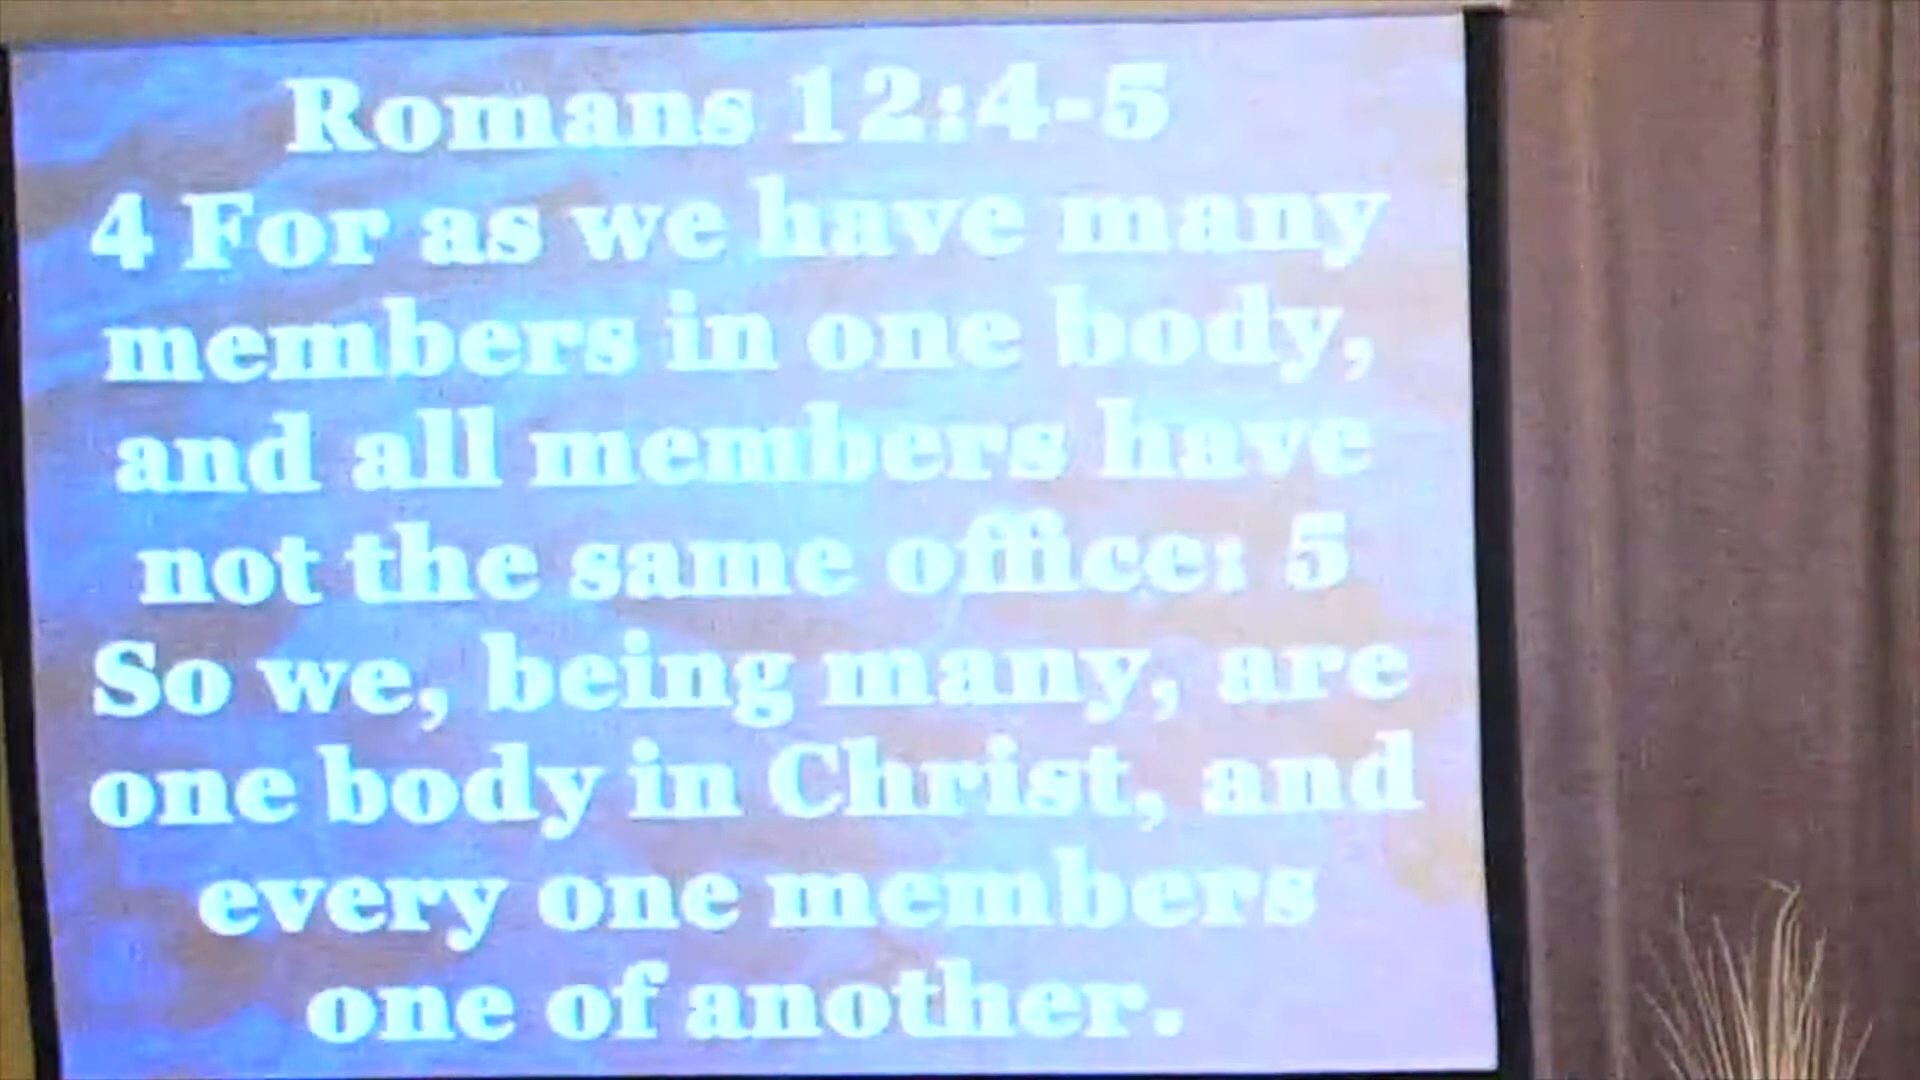 Romans 12:4-5
4 For as we have many
members in one body,
and all members have
not the same office: 5
So we, being many, are
one body in Christ, and
every one members
one of another.